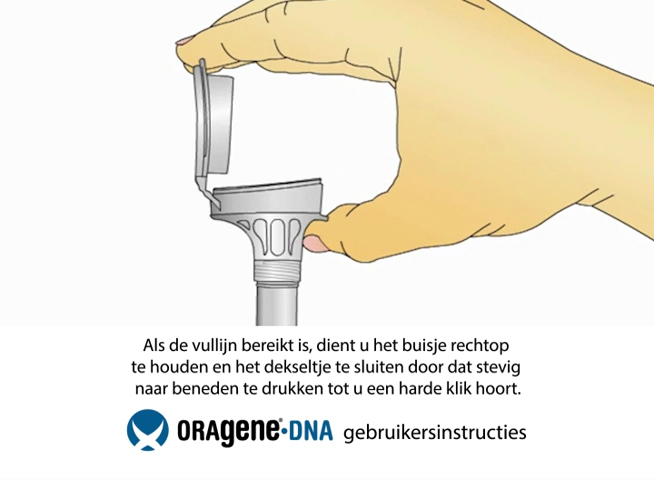 Als de vullijn bereikt is, dient u het buisje rechtop
te houden en het dekseltje te sluiten door dat stevig
naar beneden te drukken tot u een harde klik hoort.
ORAgene®•DNA gebruikersinstructies